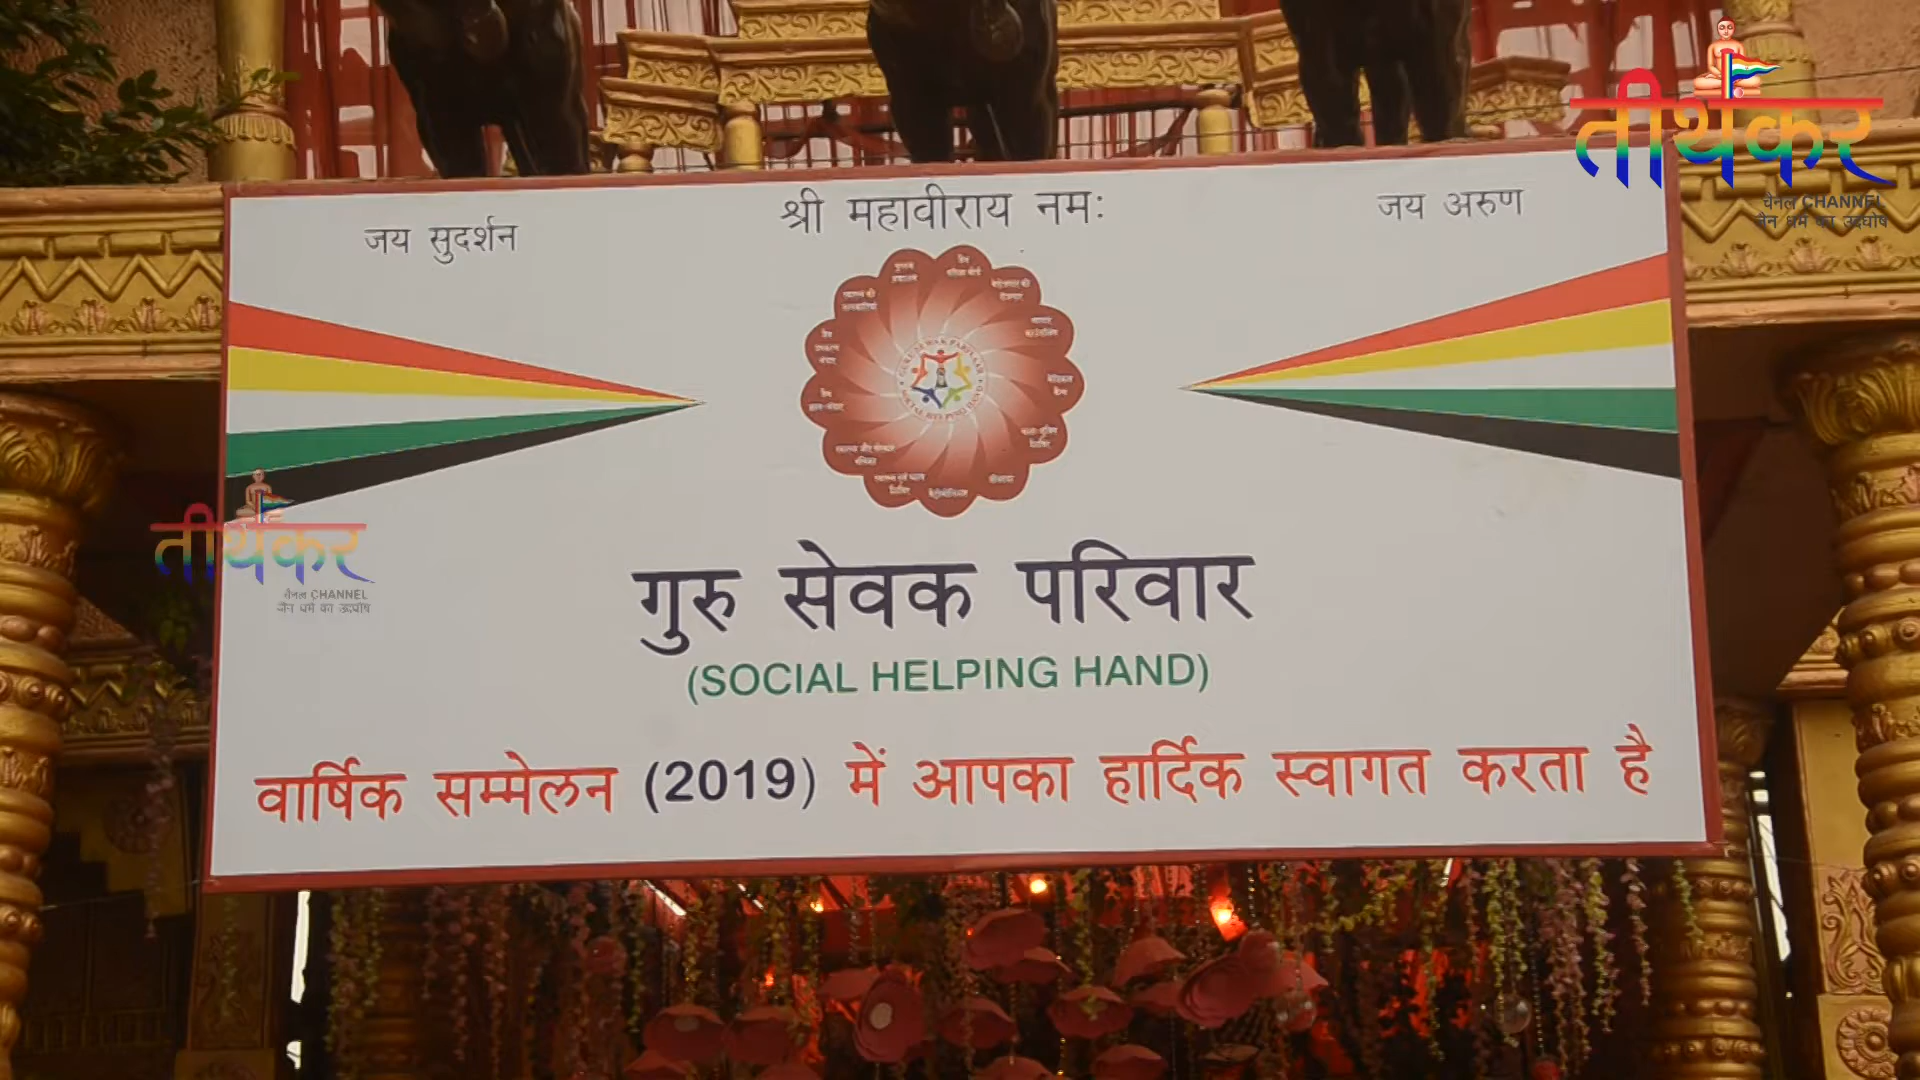 तीर्थंकर
चैनल CHANNEL
जैन धर्म का उद्घोष
श्री महावीराय नमः
जय सुदर्शन
जय अरुण
गुरु सेवक परिवार
(SOCIAL HELPING HAND)
वार्षिक सम्मेलन (2019) में आपका हार्दिक स्वागत करता है
तीर्थंकर
चैनल CHANNEL
जैन धर्म का उद्घोष